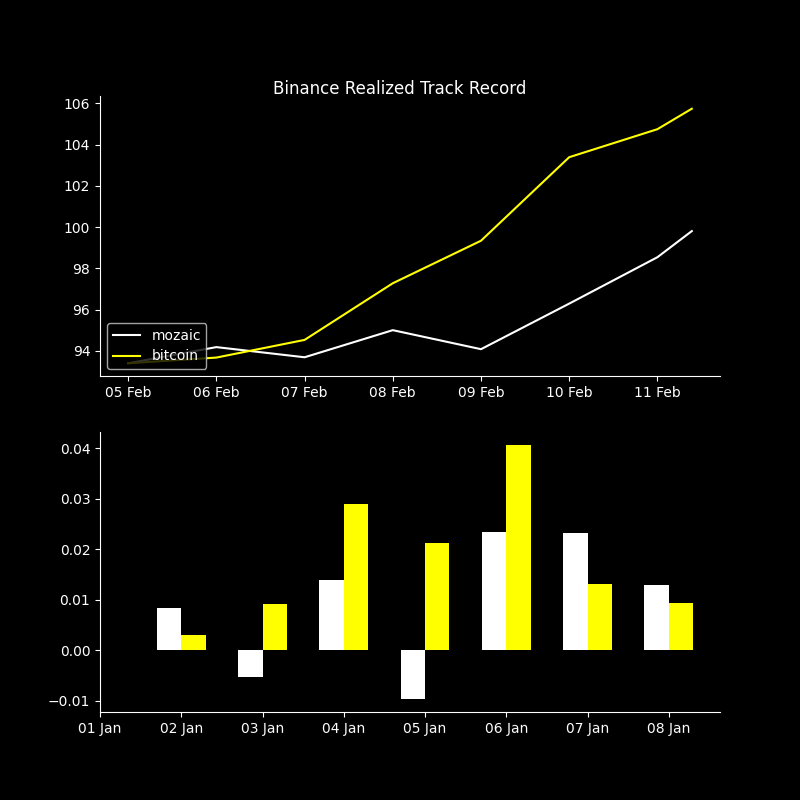 Binance Realized Track Record
106
104
102
100
98
96
94
mozaic
bitcoin
05 Feb 06 Feb 07 Feb 08 Feb 09 Feb 10 Feb 11 Feb
0.04
0.03
0.02
0.01
0.00
−0.01
01 Jan 02 Jan 03 Jan 04 Jan 05 Jan 06 Jan 07 Jan 08 Jan